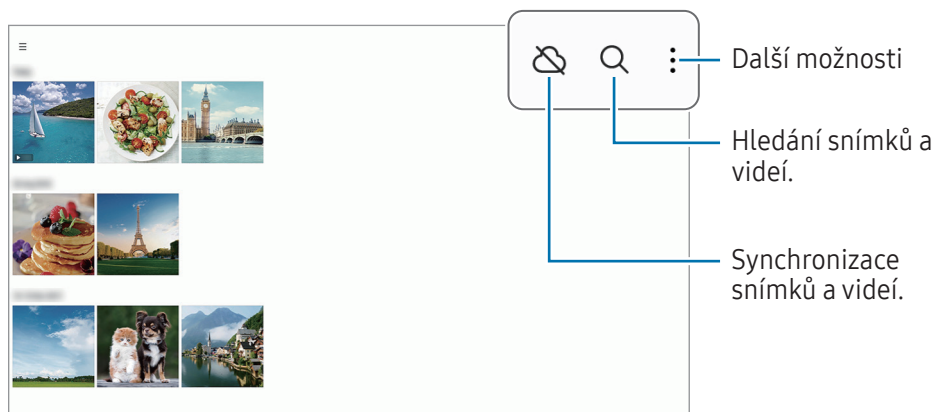 Další možnosti
Hledání snímků a
videí.
Synchronizace
snímků a videí.